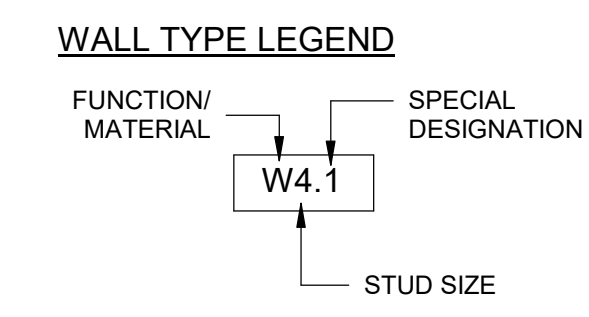 WALL TYPE LEGEND
FUNCTION/
MATERIAL
SPECIAL
DESIGNATION
W4.1
STUD SIZE